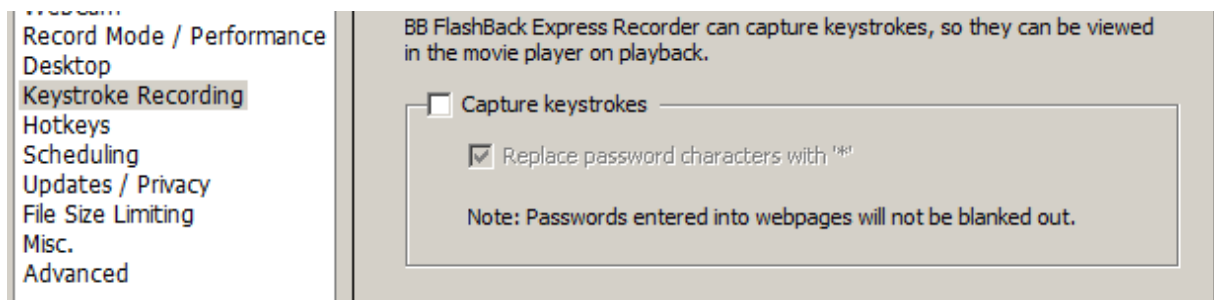 Webcam
Record Mode / Performance
Desktop
Keystroke Recording
Hotkeys
Scheduling
Updates / Privacy
File Size Limiting
Misc.
Advanced
BB FlashBack Express Recorder can capture keystrokes, so they can be viewed
in the movie player on playback.
Capture keystrokes
Replace password characters with '*'
Note: Passwords entered into webpages will not be blanked out.